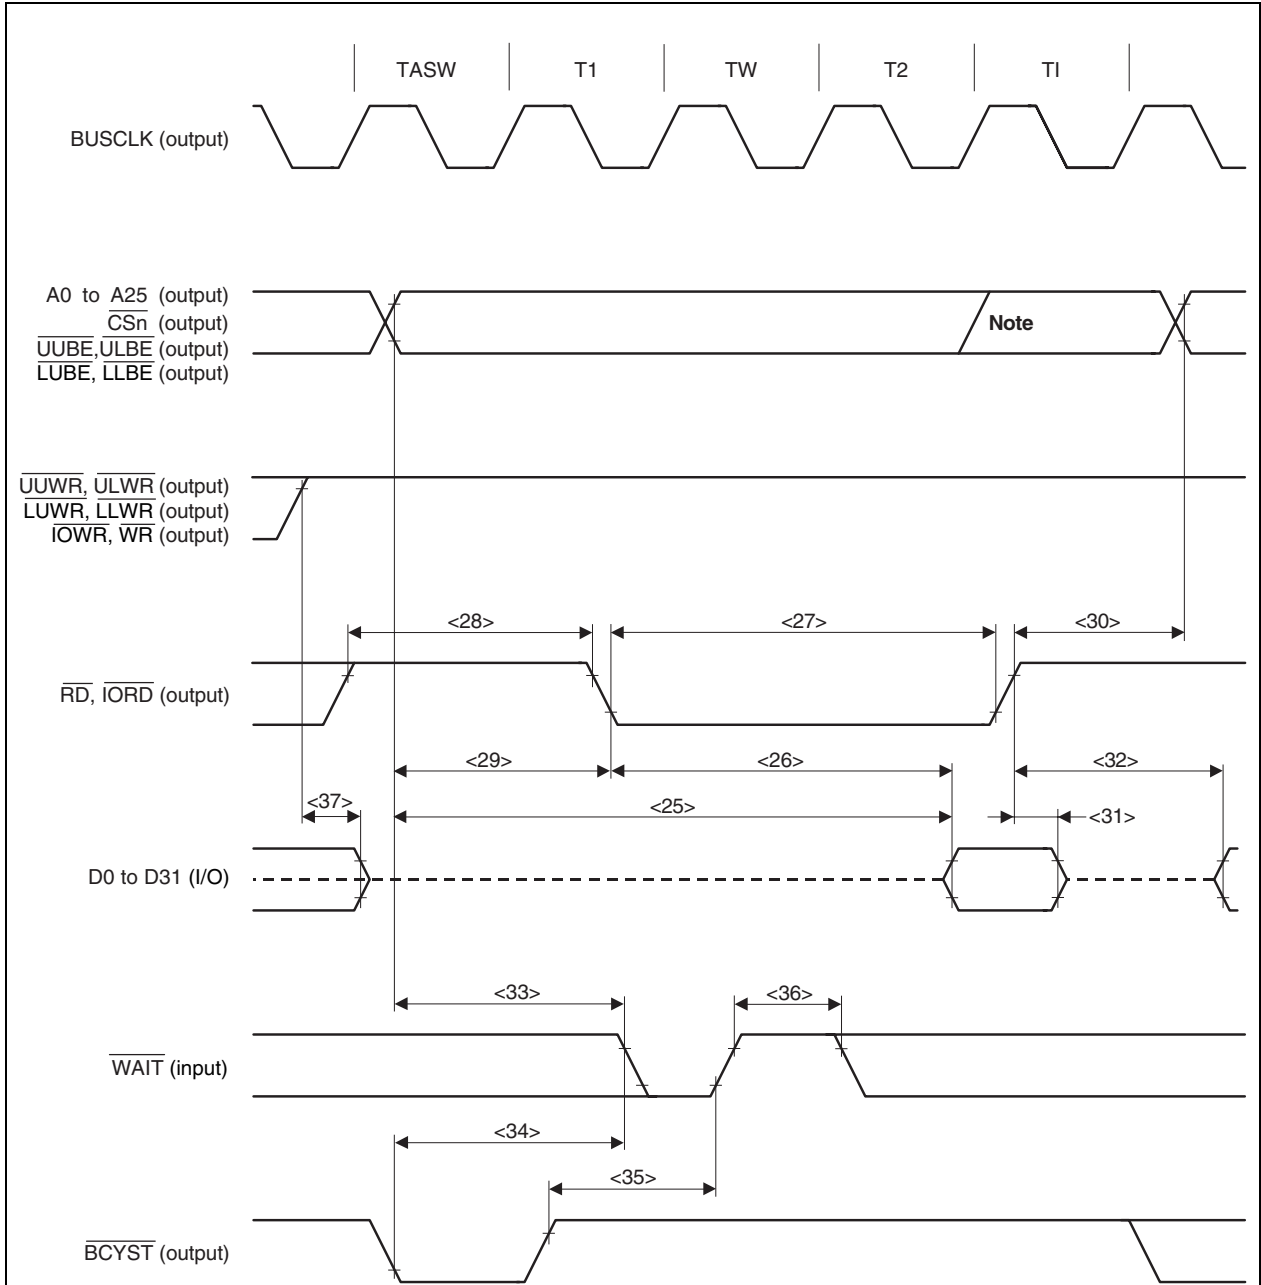 TASW T1 TW T2 TI
BUSCLK (output)
A0 to A25 (output)
CSn (output)
Note
UUBE,ULBE (output)
LUBE, LLBE (output)
UUWR, ULWR (output)
LUWR, LLWR (output)
IOWR, WR (output)
<28> <27> <30>
RD, IORD (output)
<29> <26> <32>
<37> <25> <31>
D0 to D31 (I/O)
<33> <36>
WAIT (input)
<34>
<35>
BCYST (output)